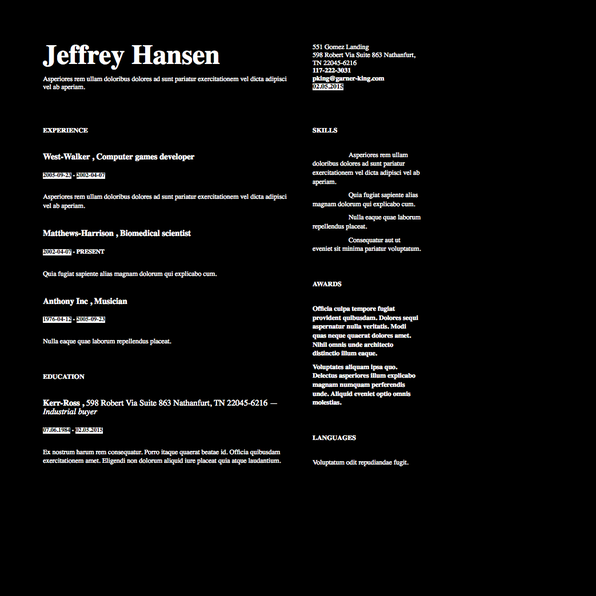 Jeffrey Hansen
Asperiores rem ullam doloribus dolores ad sunt pariatur exercitationem vel dicta adipisci
vel ab aperiam.
551 Gomez Landing
598 Robert Via Suite 863 Nathanfurt,
TN 22045-6216
117-222-3031
pking@garner-king.com
02.05.2015
EXPERIENCE
West-Walker , Computer games developer
2005-09-23 - 2002-04-07
Asperiores rem ullam doloribus dolores ad sunt pariatur exercitationem vel dicta adipisci
vel ab aperiam.
Matthews-Harrison , Biomedical scientist
2002-04-07 - PRESENT
Quia fugiat sapiente alias magnam dolorum qui explicabo cum.
Anthony Inc , Musician
1976-04-12 - 2005-09-23
Nulla eaque quae laborum repellendus placeat.
EDUCATION
Kerr-Ross , 598 Robert Via Suite 863 Nathanfurt, TN 22045-6216 —
Industrial buyer
07.06.1984 - 02.05.2015
Ex nostrum harum rem consequatur. Porro itaque quaerat beatae id. Officia quibusdam
exercitationem amet. Eligendi non dolorum aliquid iure placeat quia atque laudantium.
SKILLS
Asperiores rem ullam
doloribus dolores ad sunt pariatur
exercitationem vel dicta adipisci vel ab
aperiam.
Quia fugiat sapiente alias
magnam dolorum qui explicabo cum.
Nulla eaque quae laborum
repellendus placeat.
Consequatur aut ut
eveniet sit minima pariatur voluptatum.
AWARDS
Officia culpa tempore fugiat
provident quibusdam. Dolores sequi
aspernatur nulla veritatis. Modi
quas neque quaerat dolores amet.
Nihil omnis unde architecto
distinctio illum eaque.
Voluptates aliquam ipsa quo.
Delectus asperiores illum explicabo
magnam numquam perferendis
unde. Aliquid eveniet optio omnis
molestias.
LANGUAGES
Voluptatum odit repudiandae fugit.